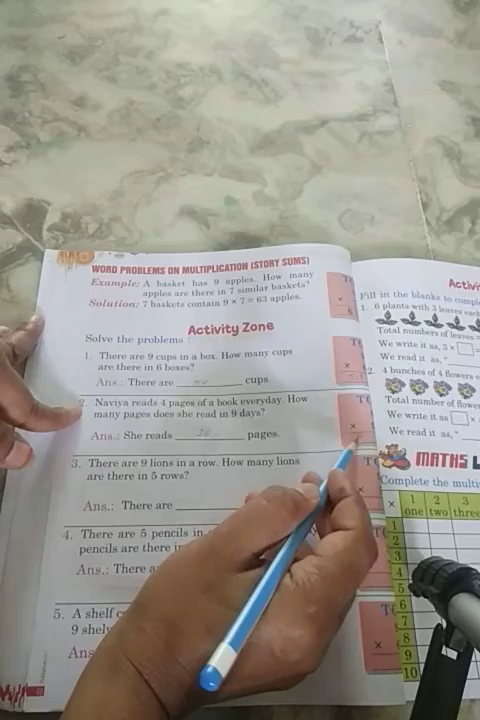 WORD PROBLEMS ON MULTIPLICATION (STORY SUMS)
Example: A basket has 9 apples. How many
apples are there in 7 similar baskets?
Solution: 7 baskets contain 9 × 7 = 63 apples.
Activity Zone
Solve the problems :
1. There are 9 cups in a box. How many cups
are there in 6 boxes?
Ans.: There are 54 cups
2. Naviya reads 4 pages of a book everyday. How
many pages does she read in 9 days?
Ans.: She reads 36 pages.
3. There are 9 lions in a row. How many lions
are there in 5 rows?
Ans.: There are
4. There are 5 pencils in
pencils are there
Ans.: There
5. A shelf
9
Ans
×
×
×
Fill in the blanks to
1. 6 plants with 3 leaves
Total numbers of leaves =
We write it as, 3 × =
We read it as, "
2. 4 bunches of 4 flowers
Total number of
We write it as ×
We read it as, "
MATHS
Complete the
× 1 2 3
one two three
1
2
3
4
5
6
7
8
9
10